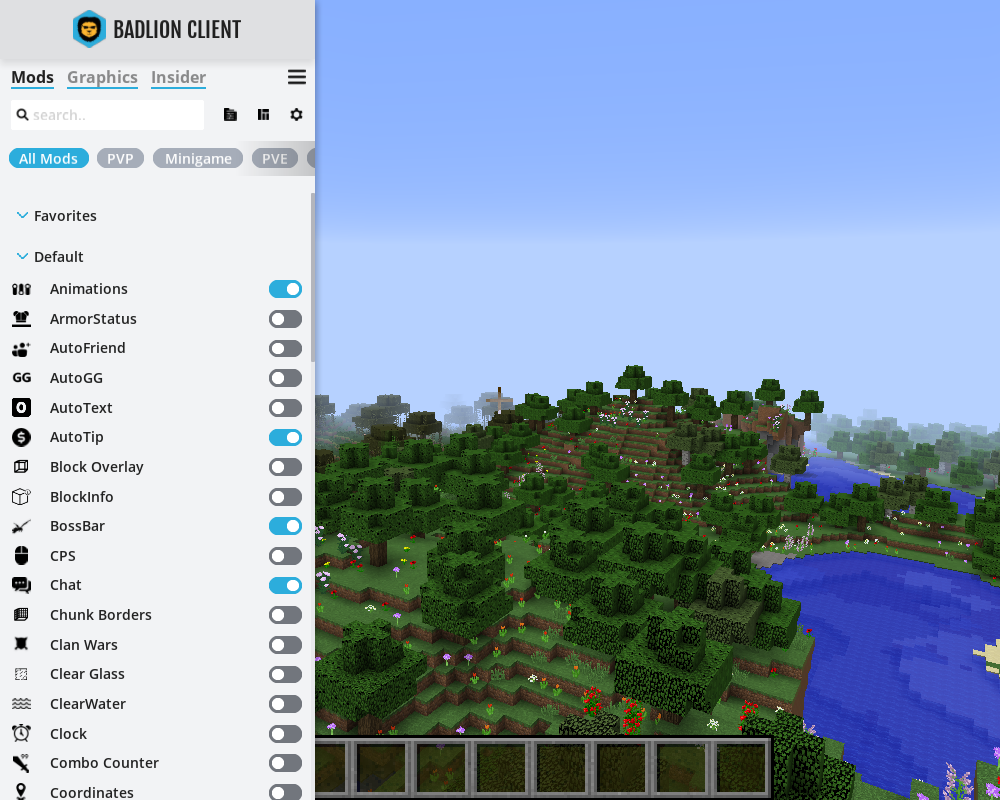 BADLION CLIENT
Mods Graphics Insider
search..
All Mods PVP Minigame PVE
Favorites
Default
Animations
ArmorStatus
AutoFriend
GG AutoGG
AutoText
AutoTip
Block Overlay
BlockInfo
BossBar
CPS
Chat
Chunk Borders
Clan Wars
Clear Glass
ClearWater
Clock
Combo Counter
Coordinates